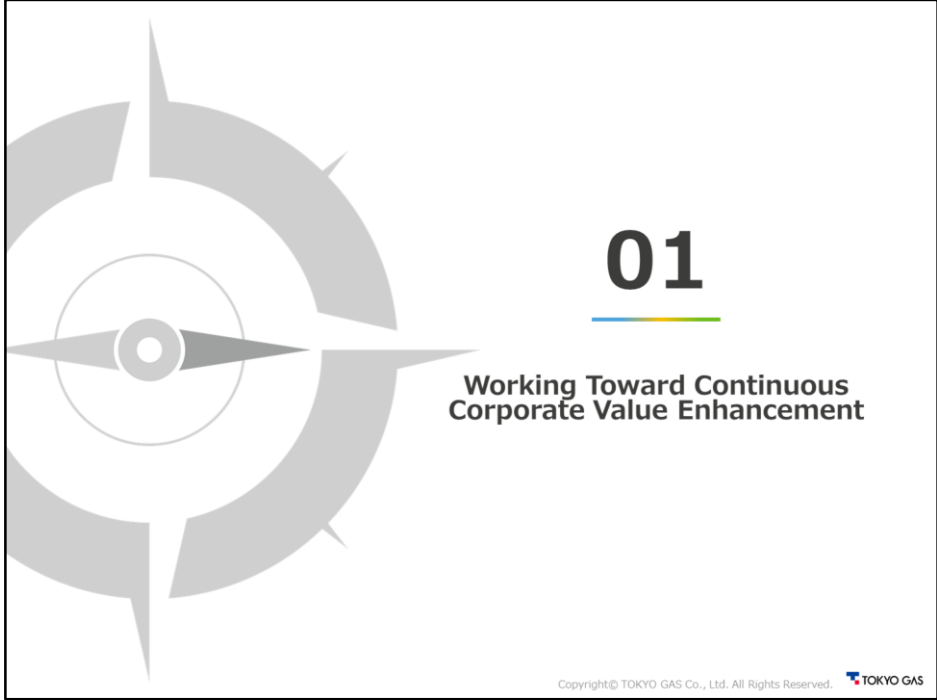 01
Working Toward Continuous
Corporate Value Enhancement
Copyright© TOKYO GAS Co., Ltd. All Rights Reserved.
TOKYO GAS